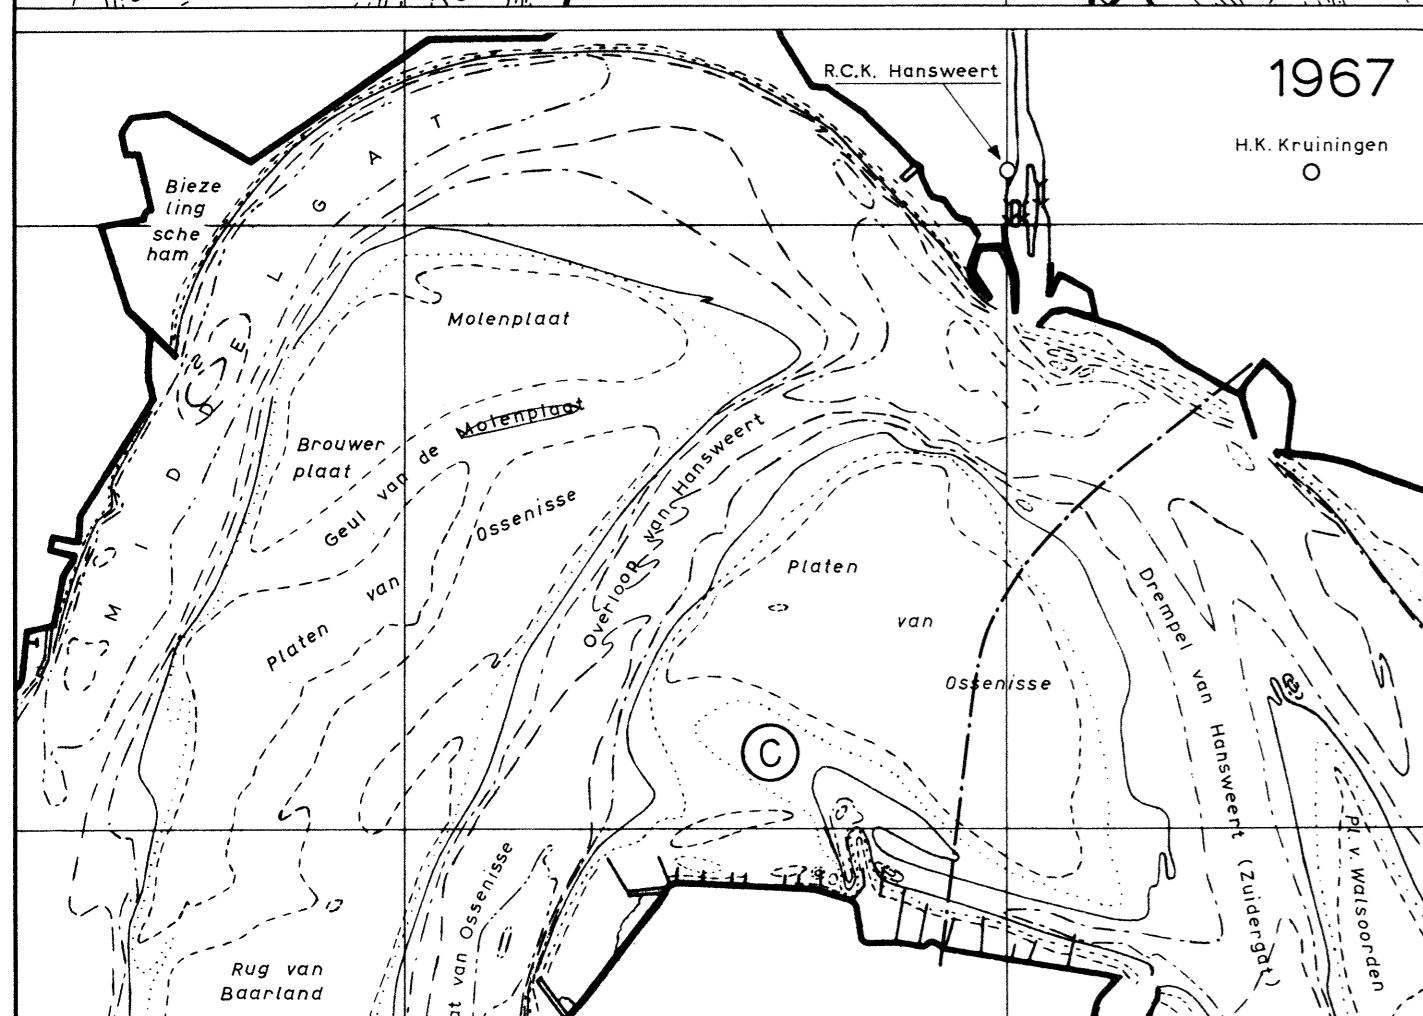 1967
R.C.K. Hansweert
H.K. Kruiningen
Bieze
ling
sche
ham
MIDDELGAT
Molenplaat
Brouwer
plaat
Geul van de Molenplaat
Platen van Ossenisse
Overloop van Hansweert
Platen
van
Ossenisse
Drempel van Hansweert (Zuidergat)
C
Pl. v. Walsoorden
at van Ossenisse
Rug van
Baarland